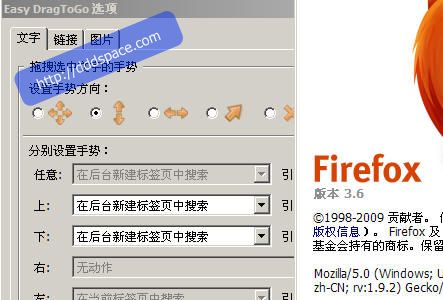 Easy DragToGo 选项
文字 链接 图片
http://dddspace.com
拖拽选中文字的手势
设置手势方向:
分别设置手势:
任意: 在后台新建标签页中搜索 引
上: 在后台新建标签页中搜索 引
下: 在后台新建标签页中搜索 引
右: 无动作 引
左: 在当前标签页中搜索 引
Firefox
版本 3.6
©1998-2009 贡献者。
版权信息）。 Firefox 及
基金会持有的商标。保留
Mozilla/5.0 (Windows; U
zh-CN; rv:1.9.2) Gecko/